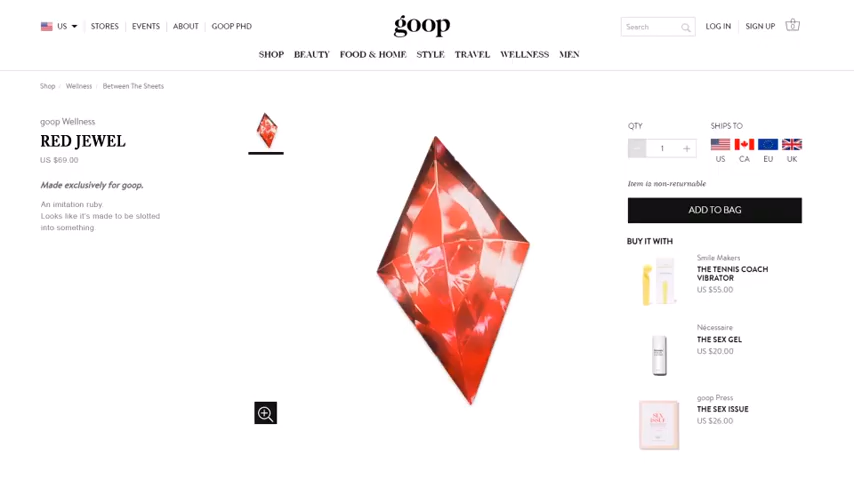 US
STORES
EVENTS
ABOUT
GOOP PHD
goop
Search
LOG IN
SIGN UP
0
SHOP
BEAUTY
FOOD & HOME
STYLE
TRAVEL
WELLNESS
MEN
Shop / Wellness / Between The Sheets
goop Wellness
RED JEWEL
US $69.00
Made exclusively for goop.
An imitation ruby.
Looks like it's made to be slotted
into something.
QTY
− 1 +
SHIPS TO
US CA EU UK
Item is non-returnable
ADD TO BAG
BUY IT WITH
Smile Makers
THE TENNIS COACH
VIBRATOR
US $55.00
Nécessaire
THE SEX GEL
US $20.00
goop Press
THE SEX ISSUE
US $26.00
SEX
ISSUE